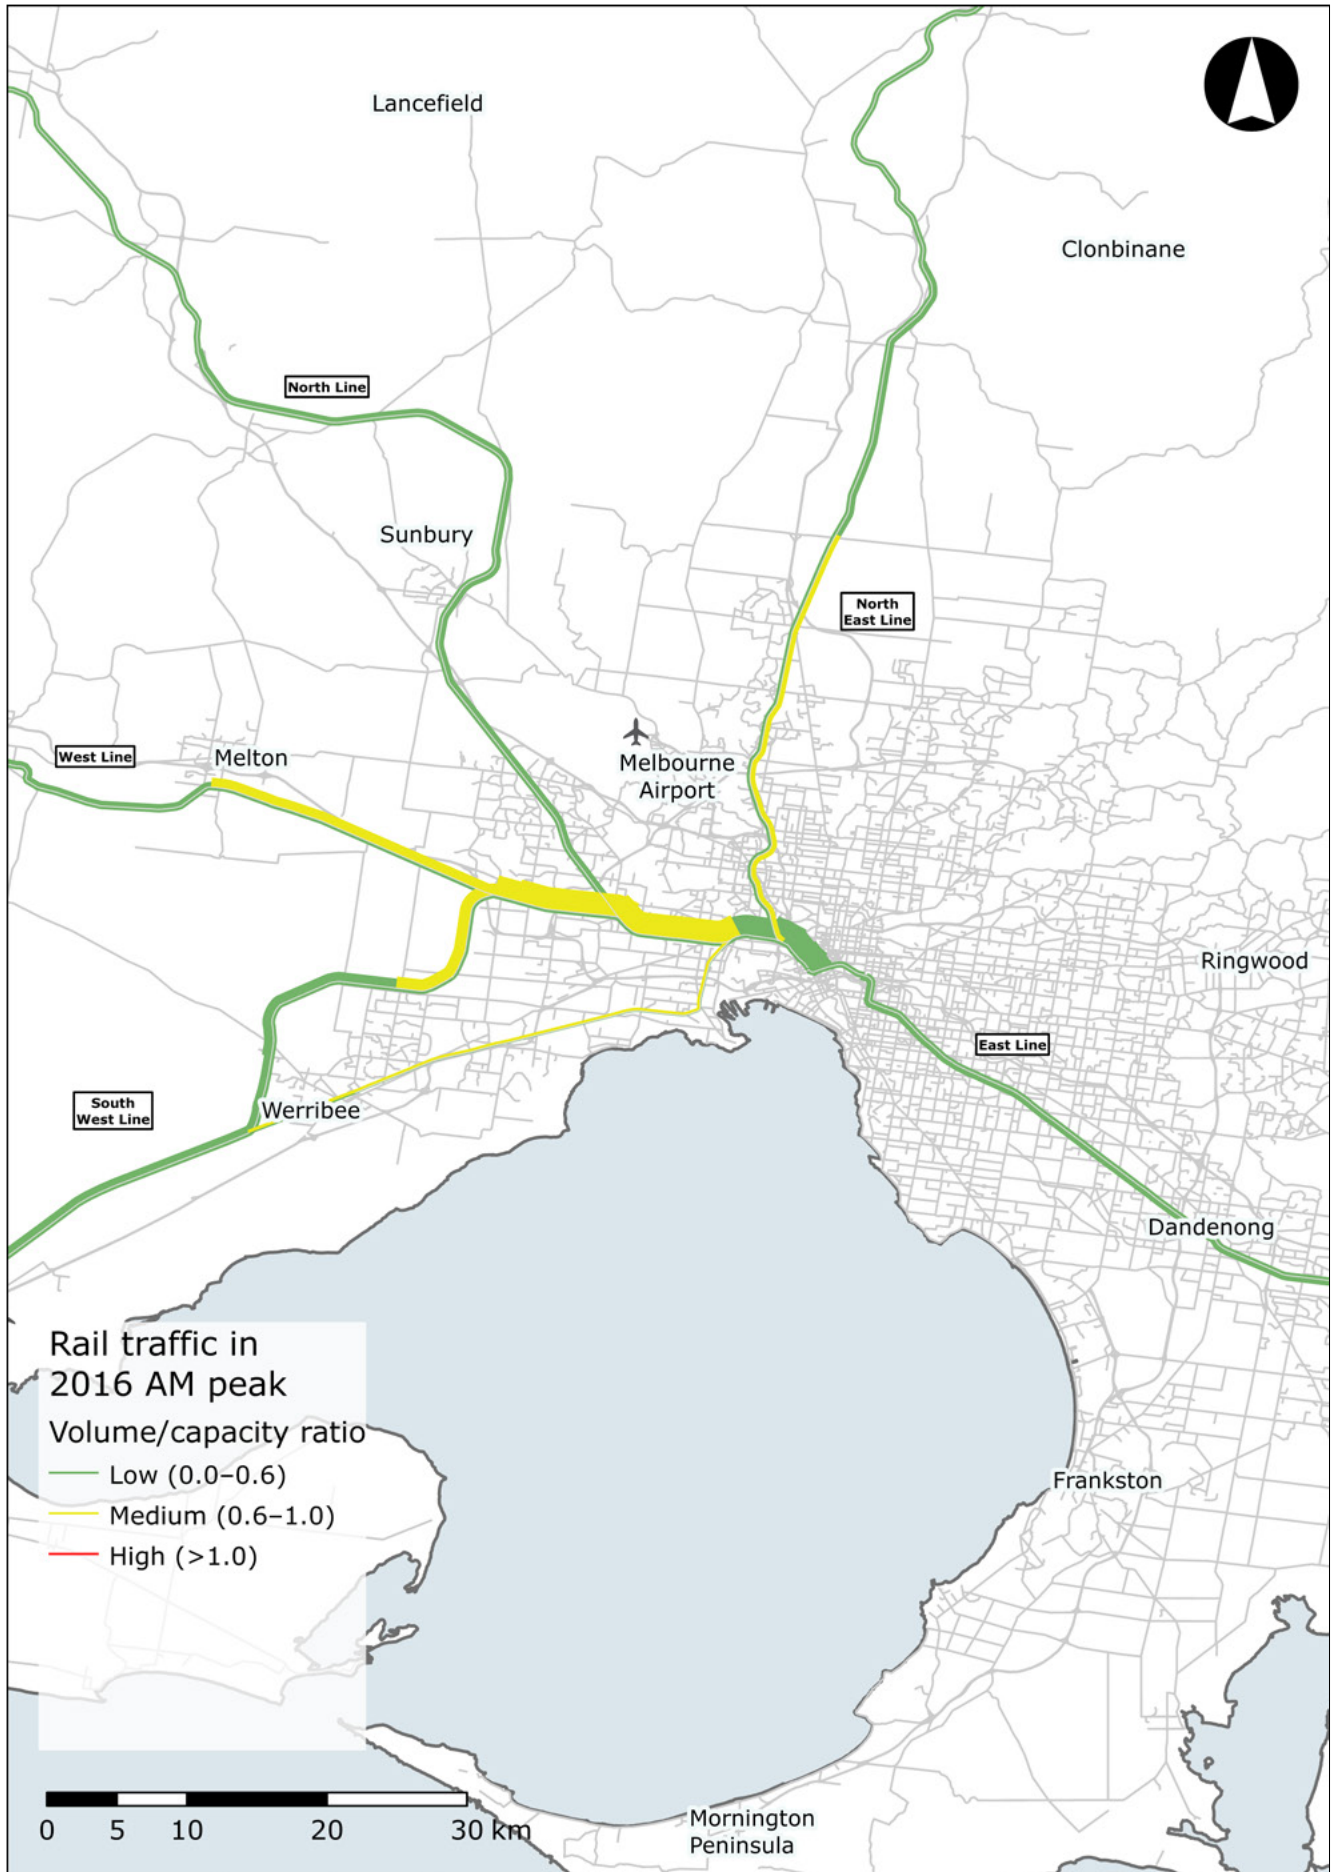 Lancefield
Clonbinane
North Line
Sunbury
North
East Line
West Line
Melton
Melbourne
Airport
Ringwood
East Line
South
West Line
Werribee
Dandenong
Rail traffic in
2016 AM peak
Volume/capacity ratio
Low (0.0–0.6)
Medium (0.6–1.0)
High (>1.0)
Frankston
Mornington
Peninsula
0 5 10 20 30 km